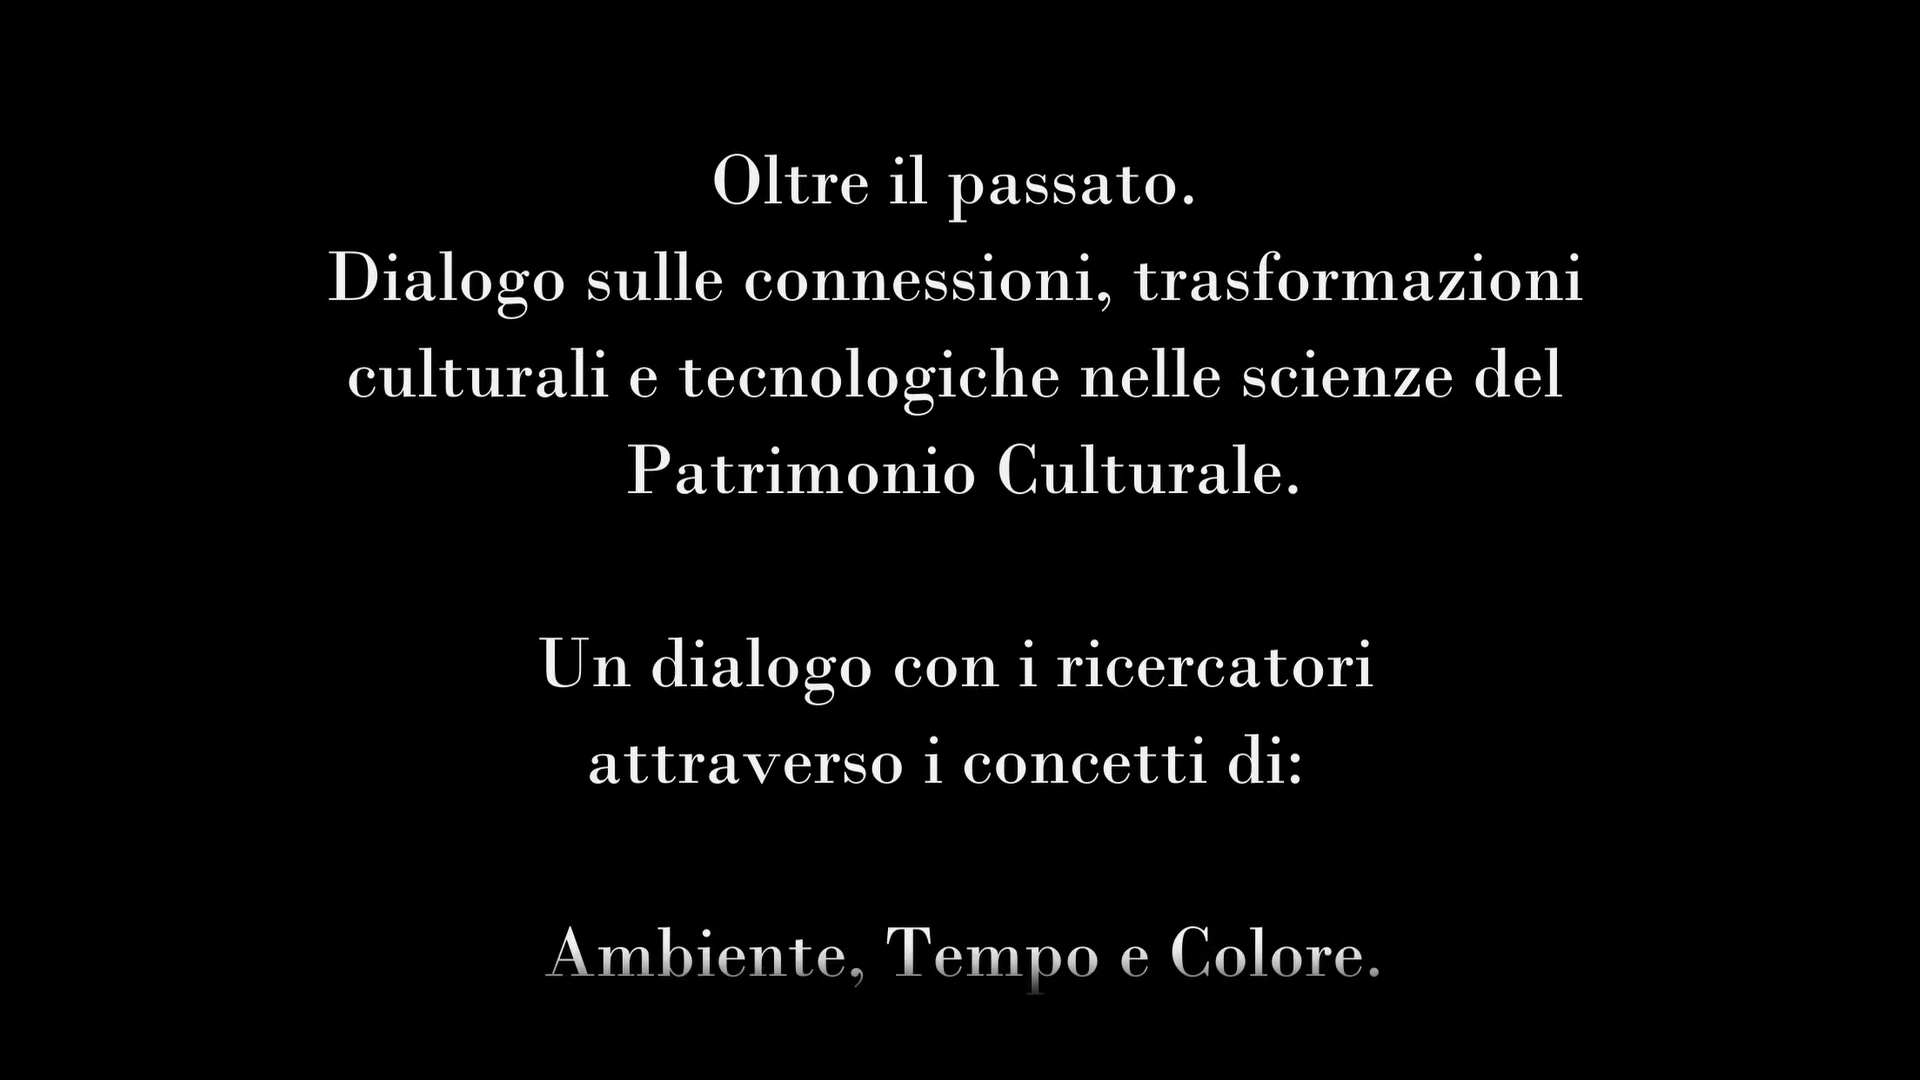 Oltre il passato.
Dialogo sulle connessioni, trasformazioni
culturali e tecnologiche nelle scienze del
Patrimonio Culturale.
Un dialogo con i ricercatori
attraverso i concetti di:
Ambiente, Tempo e Colore.